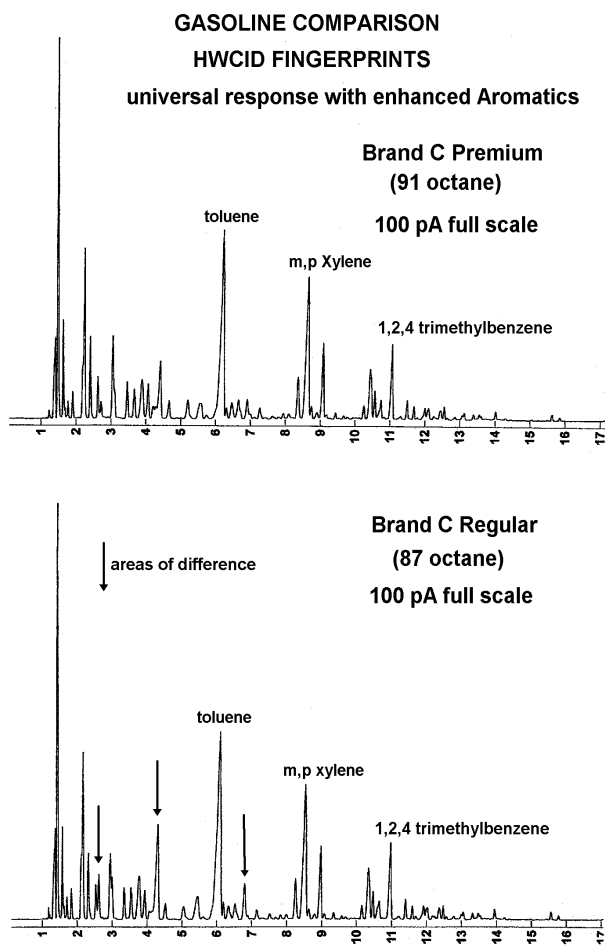 GASOLINE COMPARISON
HWCID FINGERPRINTS
universal response with enhanced Aromatics
Brand C Premium
(91 octane)
100 pA full scale
toluene
m,p Xylene
1,2,4 trimethylbenzene
1 2 3 4 5 6 7 8 9 10 11 12 13 14 15 16 17
Brand C Regular
(87 octane)
100 pA full scale
areas of difference
toluene
m,p xylene
1,2,4 trimethylbenzene
1 2 3 4 5 6 7 8 9 10 11 12 13 14 15 16 17